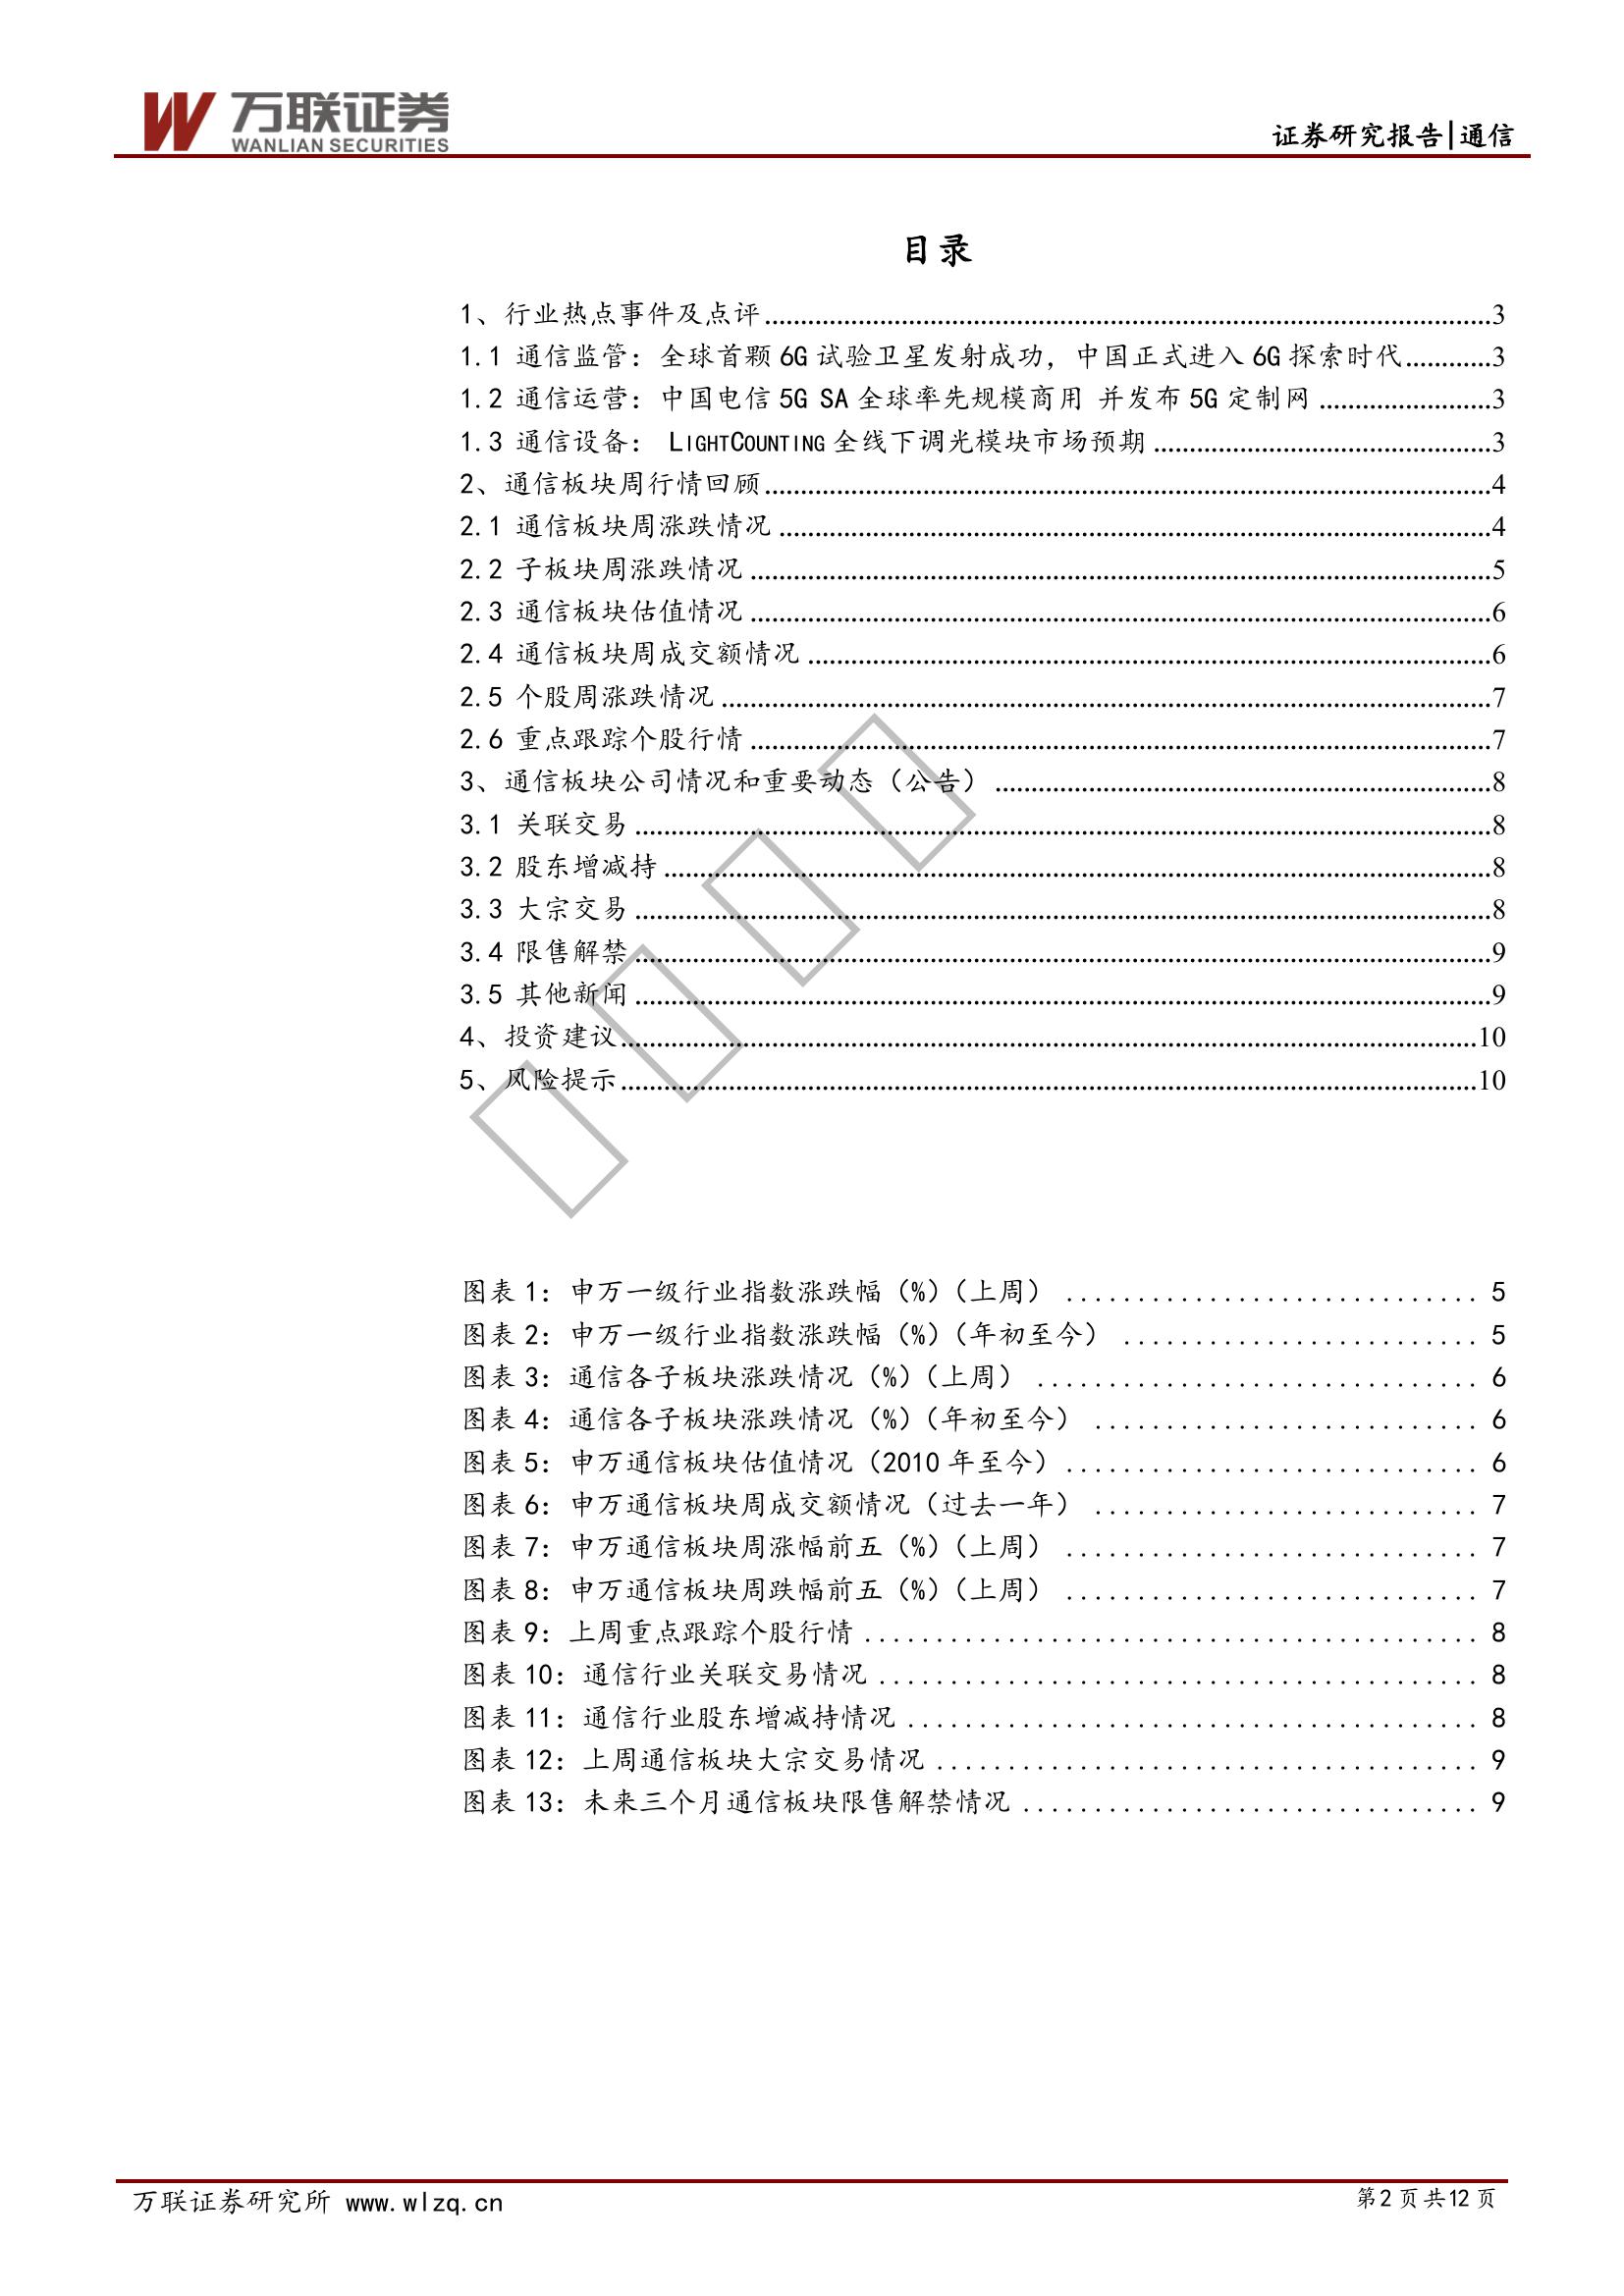 万联证券
WANLIAN SECURITIES
证券研究报告|通信
目录
1、行业热点事件及点评...3
1.1 通信监管：全球首颗 6G 试验卫星发射成功，中国正式进入 6G 探索时代...3
1.2 通信运营：中国电信 5G SA 全球率先规模商用 并发布 5G 定制网...3
1.3 通信设备： LIGHTCOUNTING 全线下调光模块市场预期...3
2、通信板块周行情回顾...4
2.1 通信板块周涨跌情况...4
2.2 子板块周涨跌情况...5
2.3 通信板块估值情况...6
2.4 通信板块周成交额情况...6
2.5 个股周涨跌情况...7
2.6 重点跟踪个股行情...7
3、通信板块公司情况和重要动态（公告）...8
3.1 关联交易...8
3.2 股东增减持...8
3.3 大宗交易...8
3.4 限售解禁...9
3.5 其他新闻...9
4、投资建议...10
5、风险提示...10
图表 1：申万一级行业指数涨跌幅（%）（上周）...5
图表 2：申万一级行业指数涨跌幅（%）（年初至今）...5
图表 3：通信各子板块涨跌情况（%）（上周）...6
图表 4：通信各子板块涨跌情况（%）（年初至今）...6
图表 5：申万通信板块估值情况（2010 年至今）...6
图表 6：申万通信板块周成交额情况（过去一年）...7
图表 7：申万通信板块周涨幅前五（%）（上周）...7
图表 8：申万通信板块周跌幅前五（%）（上周）...7
图表 9：上周重点跟踪个股行情...8
图表 10：通信行业关联交易情况...8
图表 11：通信行业股东增减持情况...8
图表 12：上周通信板块大宗交易情况...9
图表 13：未来三个月通信板块限售解禁情况...9
万联证券研究所 www.wlzq.cn
第 2 页 共 12 页